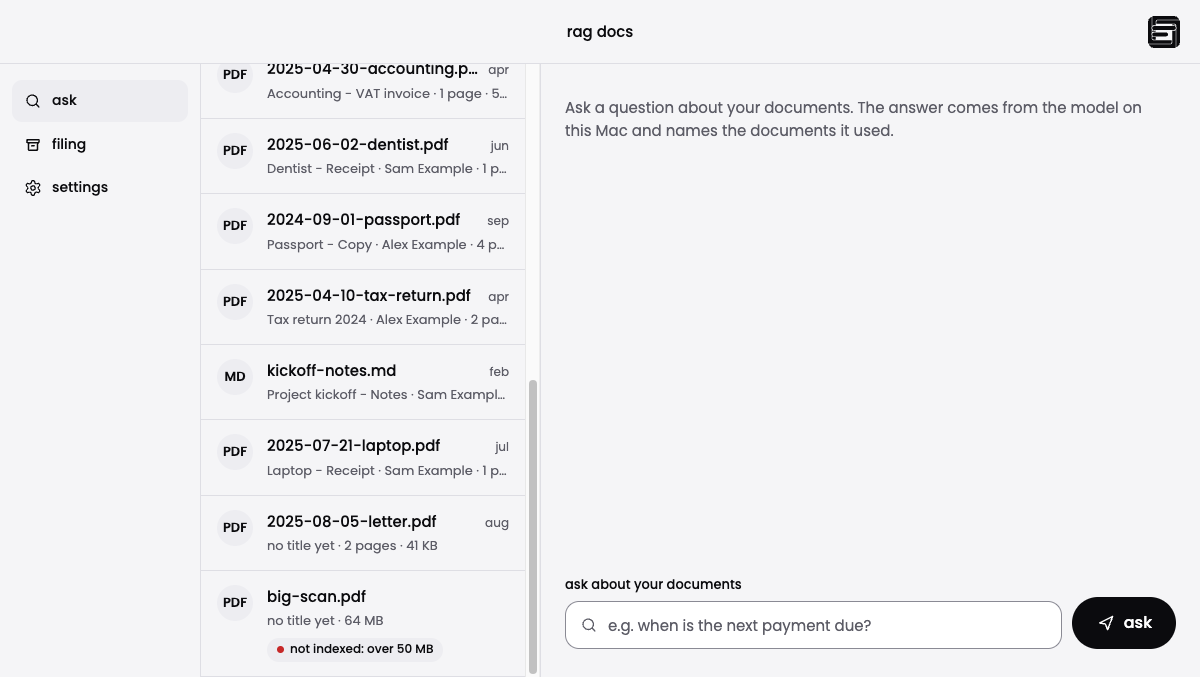 rag docs
ask
filing
settings
PDF 2025-04-30-accounting.p… apr
Accounting - VAT invoice · 1 page · 5…
PDF 2025-06-02-dentist.pdf jun
Dentist - Receipt · Sam Example · 1 p…
PDF 2024-09-01-passport.pdf sep
Passport - Copy · Alex Example · 4 p…
PDF 2025-04-10-tax-return.pdf apr
Tax return 2024 · Alex Example · 2 pa…
MD kickoff-notes.md feb
Project kickoff - Notes · Sam Exampl…
PDF 2025-07-21-laptop.pdf jul
Laptop - Receipt · Sam Example · 1 p…
PDF 2025-08-05-letter.pdf aug
no title yet · 2 pages · 41 KB
PDF big-scan.pdf
no title yet · 64 MB
not indexed: over 50 MB
Ask a question about your documents. The answer comes from the model on
this Mac and names the documents it used.
ask about your documents
e.g. when is the next payment due?
ask